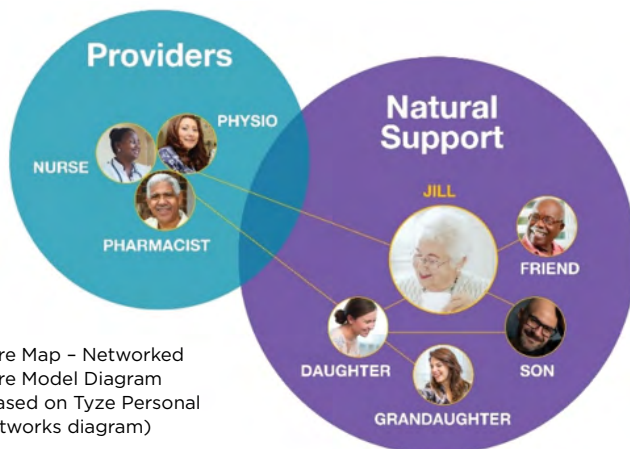 Providers
PHYSIO
NURSE
PHARMACIST
Natural
Support
JILL
FRIEND
DAUGHTER
SON
GRANDAUGHTER
re Map – Networked
re Model Diagram
ased on Tyze Personal
tworks diagram)